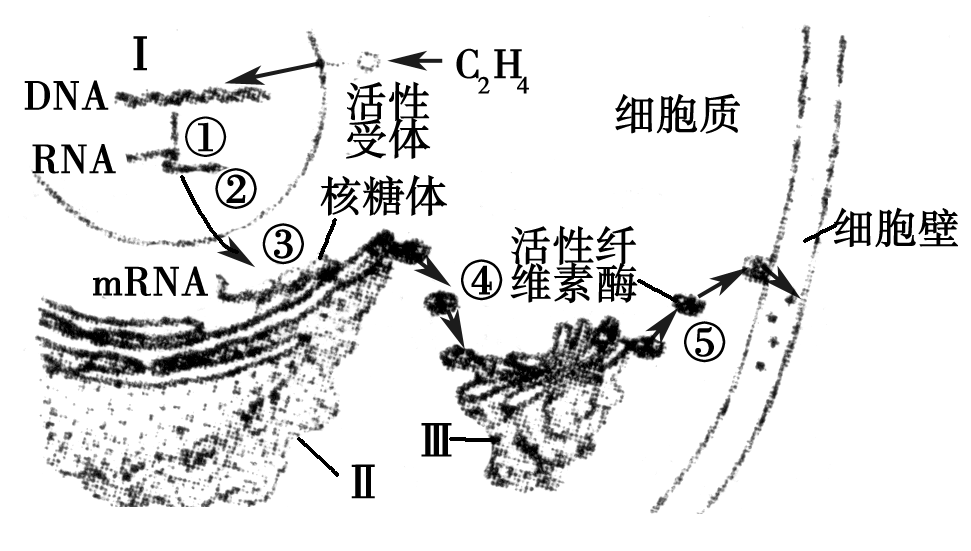 Ⅰ
C₂H₄
DNA
活性
受体
细胞质
①
RNA
②
核糖体
③
活性纤
维素酶
细胞壁
mRNA
④
⑤
Ⅲ
Ⅱ